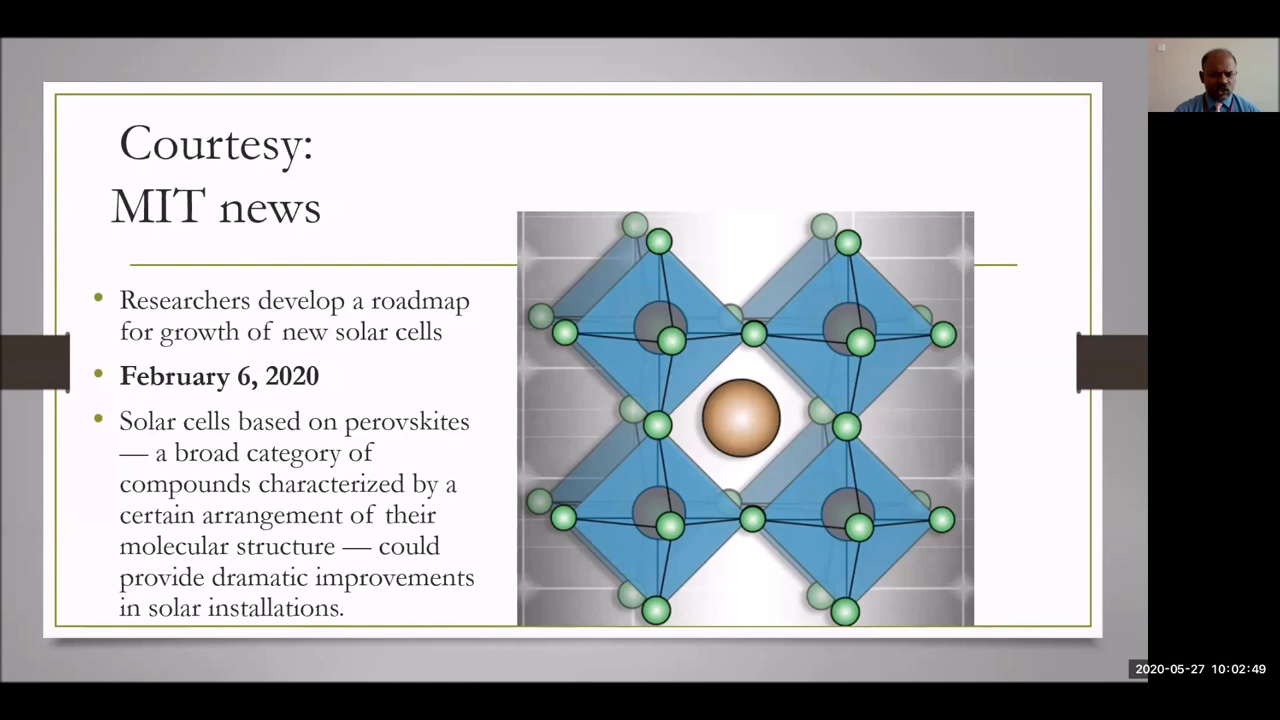 Courtesy:
MIT news
• Researchers develop a roadmap
for growth of new solar cells
• February 6, 2020
• Solar cells based on perovskites
— a broad category of
compounds characterized by a
certain arrangement of their
molecular structure — could
provide dramatic improvements
in solar installations.
2020-05-27 10:02:49